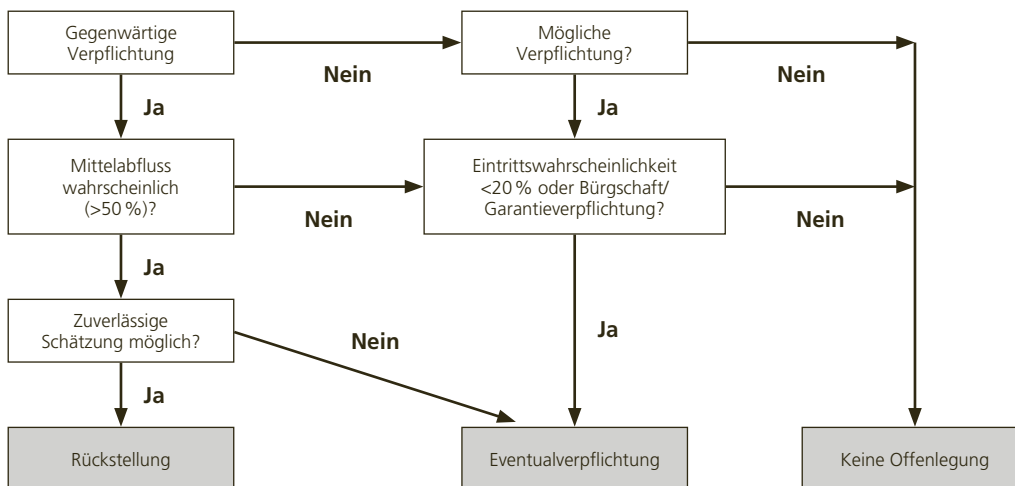 Gegenwärtige
Verpflichtung
Nein
Mögliche
Verpflichtung?
Nein
Ja
Ja
Mittelabfluss
wahrscheinlich
(>50 %)?
Nein
Eintrittswahrscheinlichkeit
<20 % oder Bürgschaft/
Garantieverpflichtung?
Nein
Ja
Zuverlässige
Schätzung möglich?
Nein
Ja
Ja
Rückstellung
Eventualverpflichtung
Keine Offenlegung